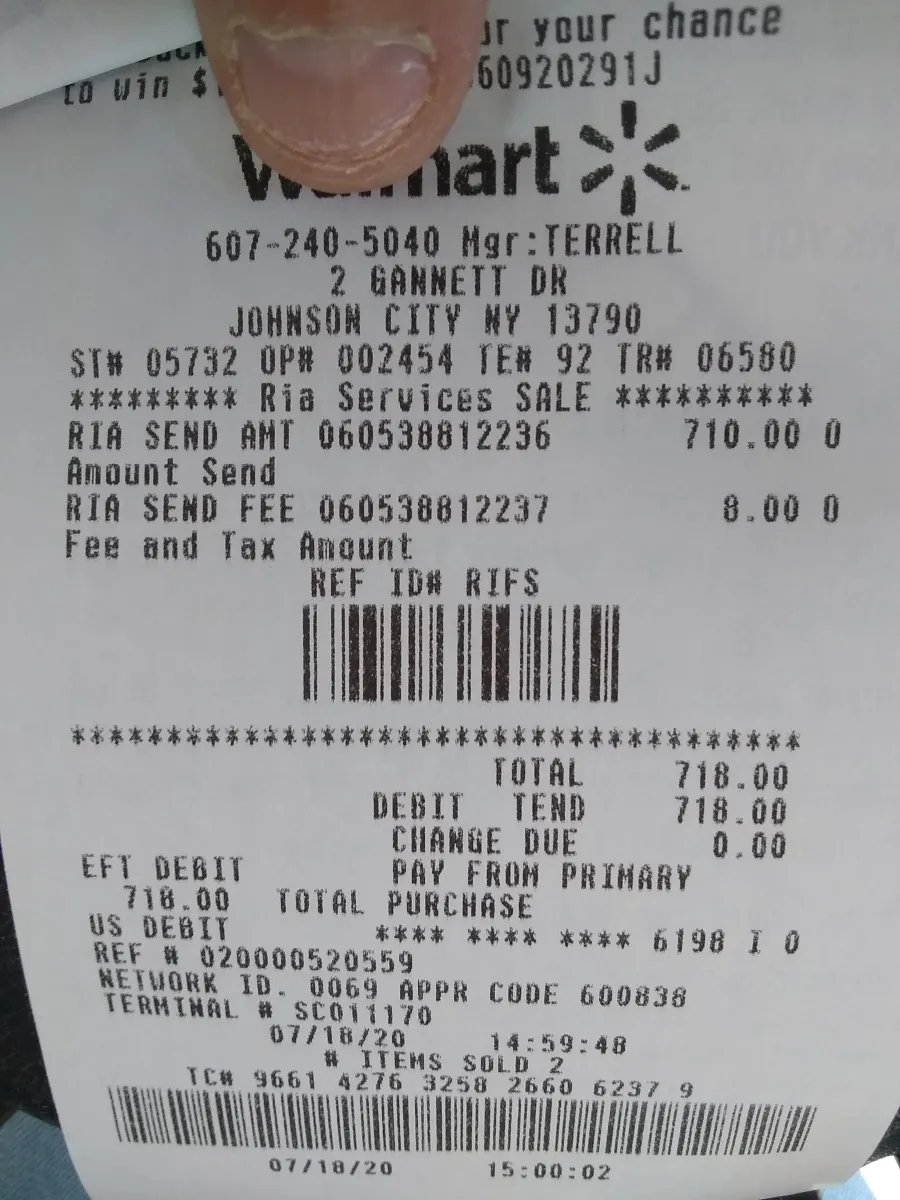 or your chance
to win $ 60920291J
Walmart
607-240-5040 Mgr:TERRELL
2 GANNETT DR
JOHNSON CITY NY 13790
ST# 05732 OP# 002454 TE# 92 TR# 06580
********* Ria Services SALE **********
RIA SEND AMT 060538812236 710.00 O
Amount Send
RIA SEND FEE 060538812237 8.00 O
Fee and Tax Amount
REF ID# RIFS
**************************************
TOTAL 718.00
DEBIT TEND 718.00
CHANGE DUE 0.00
EFT DEBIT PAY FROM PRIMARY
718.00 TOTAL PURCHASE
US DEBIT **** **** **** 6198 I 0
REF # 020000520559
NETWORK ID. 0069 APPR CODE 600838
TERMINAL # SC011170
07/18/20 14:59:48
# ITEMS SOLD 2
TC# 9661 4276 3258 2660 6237 9
07/18/20 15:00:02